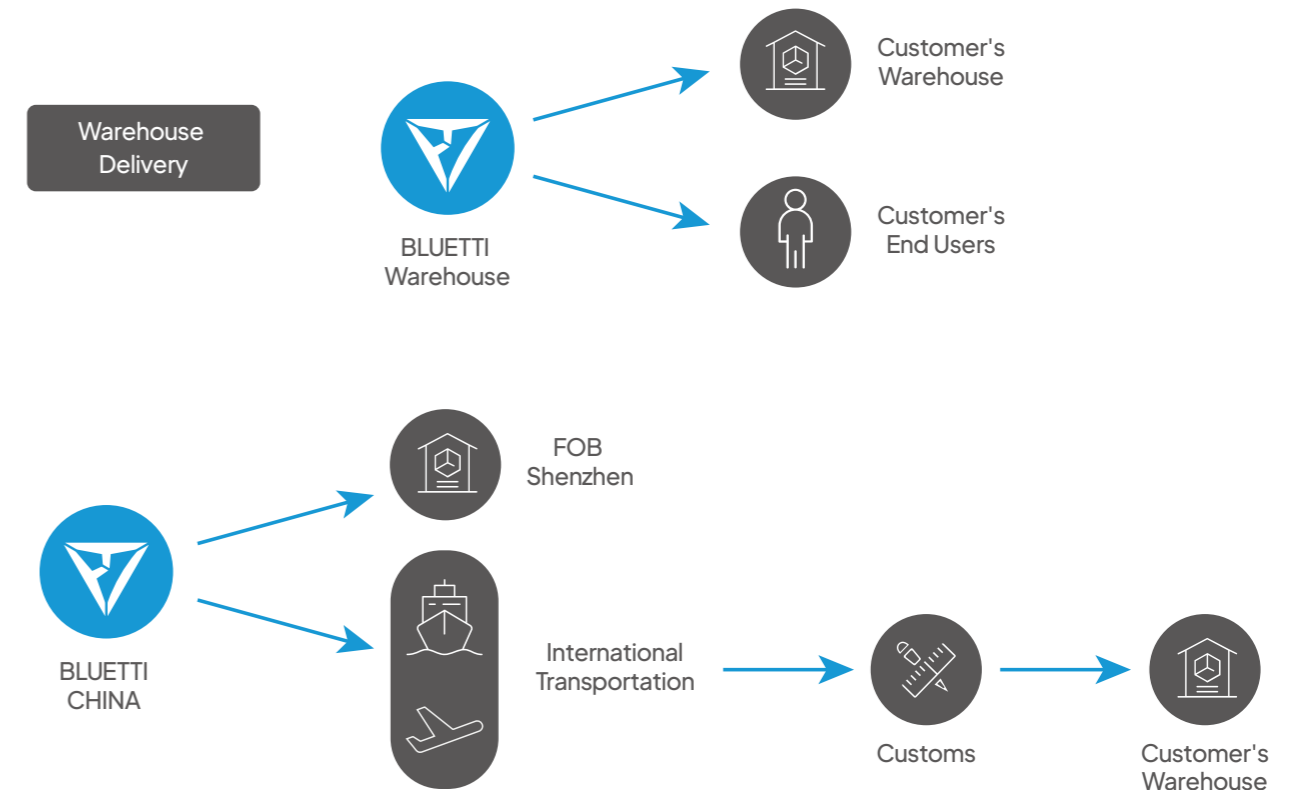 Warehouse
Delivery
BLUETTI
Warehouse
Customer's
Warehouse
Customer's
End Users
BLUETTI
CHINA
FOB
Shenzhen
International
Transportation
Customs
Customer's
Warehouse